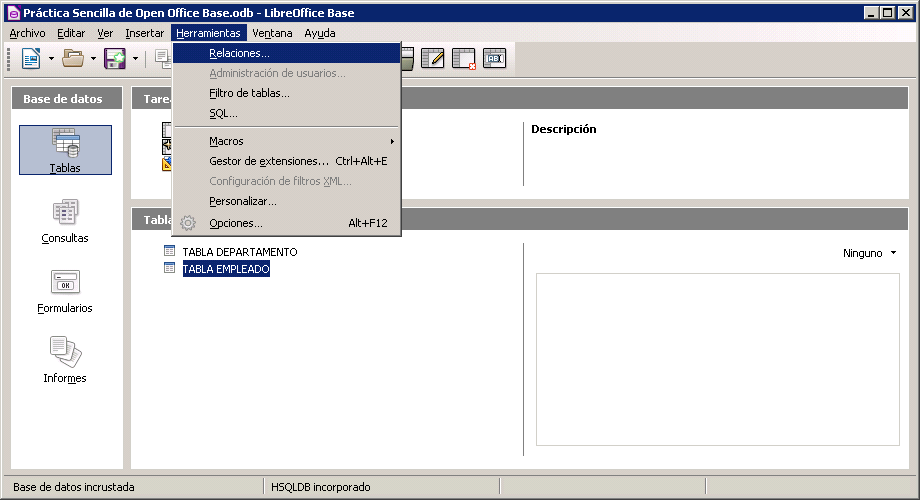 Práctica Sencilla de Open Office Base.odb - LibreOffice Base
Archivo Editar Ver Insertar Herramientas Ventana Ayuda
Relaciones...
Administración de usuarios...
Filtro de tablas...
SQL...
Macros
Gestor de extensiones... Ctrl+Alt+E
Configuración de filtros XML...
Personalizar...
Opciones... Alt+F12
Base de datos
Tablas
Consultas
OK
Formularios
Informes
Tarea
Descripción
Tabla
TABLA DEPARTAMENTO
TABLA EMPLEADO
Ninguno
Base de datos incrustada
HSQLDB incorporado